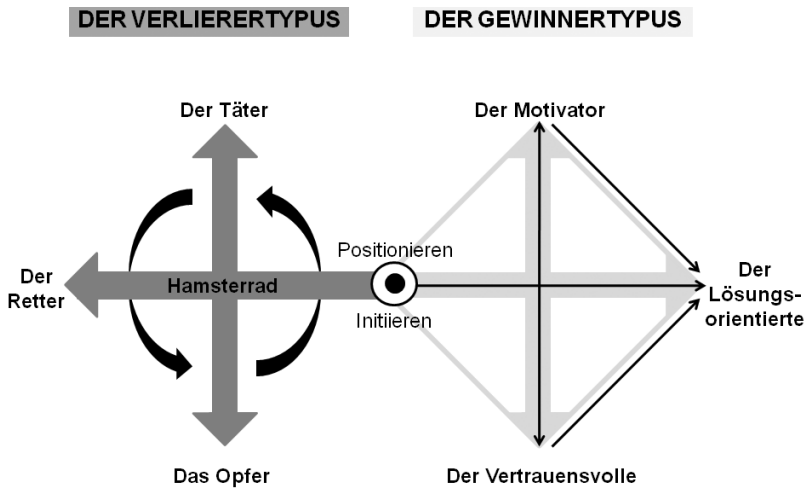 DER VERLIERERTYPUS
DER GEWINNERTYPUS
Der Täter
Der Motivator
Der
Retter
Hamsterrad
Positionieren
Initiieren
Der
Lösungs-
orientierte
Das Opfer
Der Vertrauensvolle